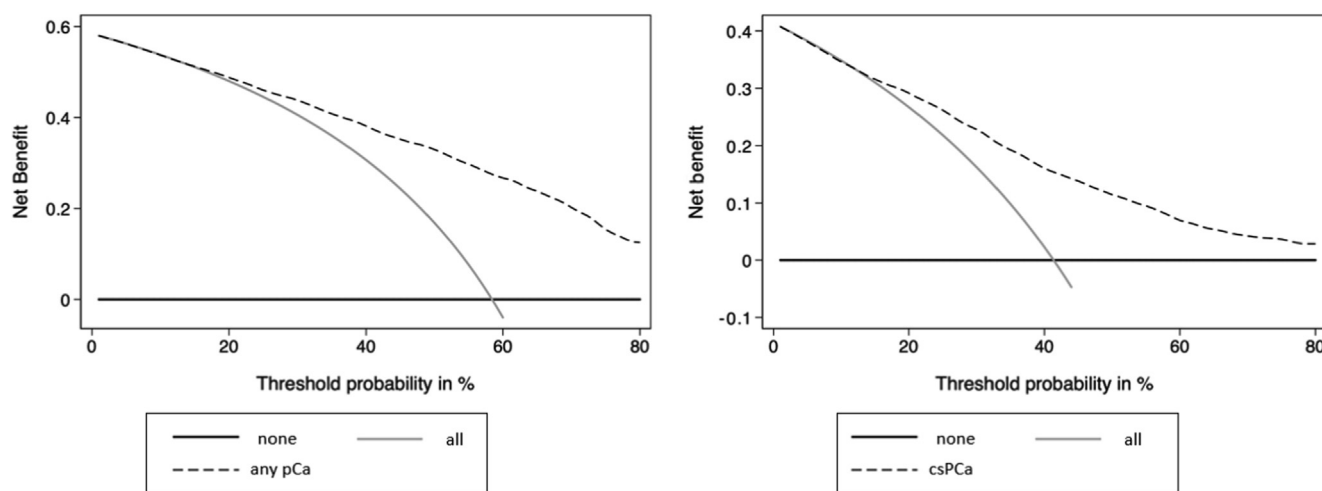 Net Benefit
0.6
0.4
0.2
0
0 20 40 60 80
Threshold probability in %
none all
any pCa
Net benefit
0.4
0.3
0.2
0.1
0
-0.1
0 20 40 60 80
Threshold probability in %
none all
csPCa